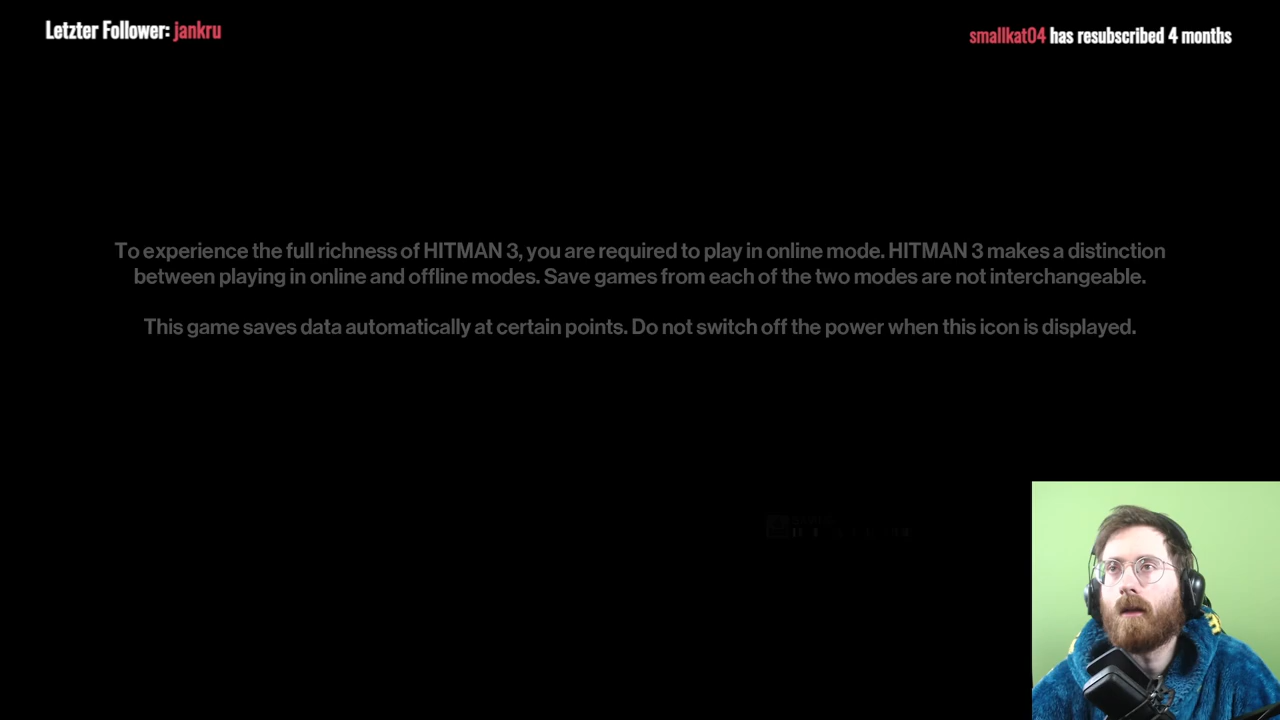 Letzter Follower: jankru
smallkat04 has resubscribed 4 months
To experience the full richness of HITMAN 3, you are required to play in online mode. HITMAN 3 makes a distinction
between playing in online and offline modes. Save games from each of the two modes are not interchangeable.
This game saves data automatically at certain points. Do not switch off the power when this icon is displayed.